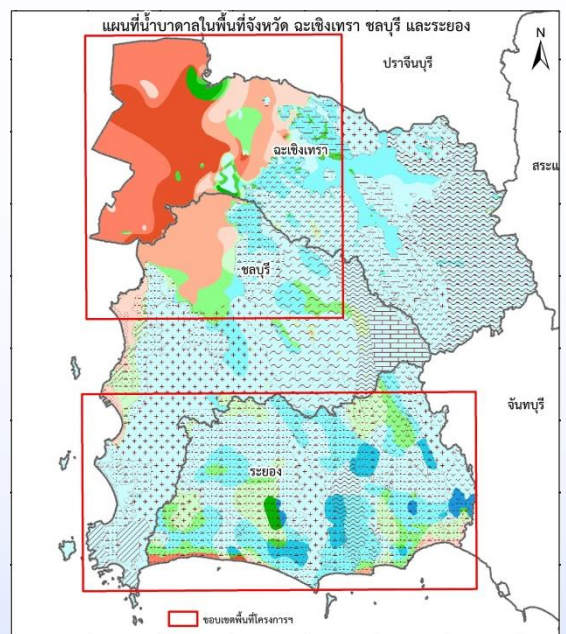 แผนที่น้ำบาดาลในพื้นที่จังหวัด ฉะเชิงเทรา ชลบุรี และระยอง
ปราจีนบุรี
N
ฉะเชิงเทรา
สระแ
ชลบุรี
จันทบุรี
ระยอง
ขอบเขตพื้นที่โครงการฯ